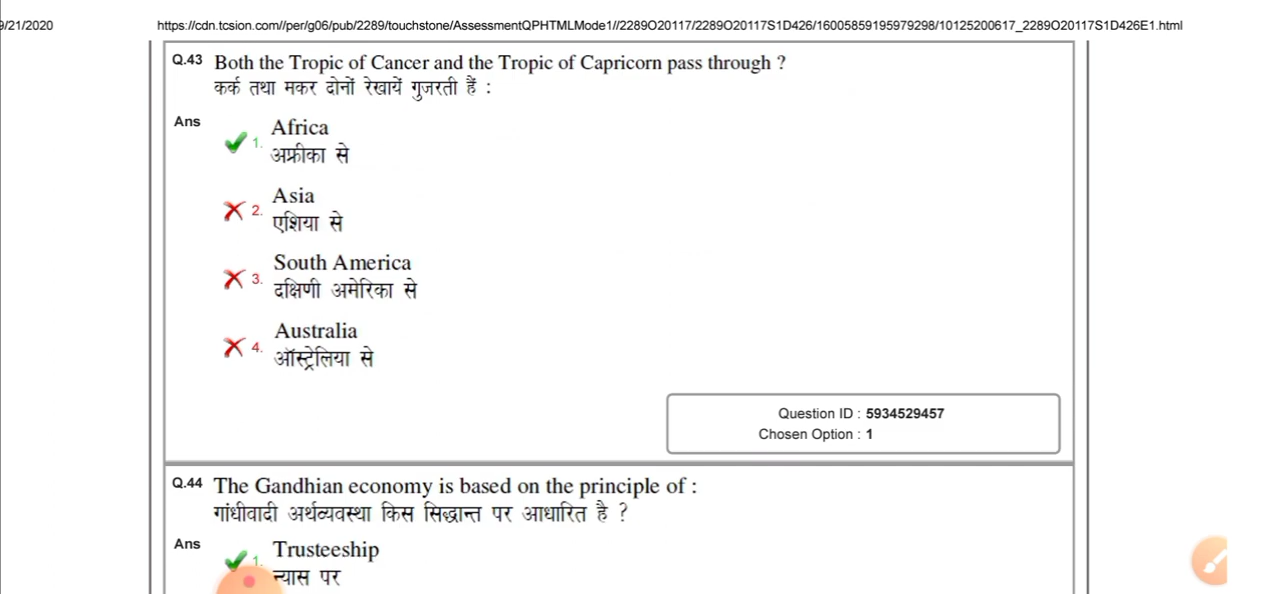 9/21/2020 https://cdn.tcsion.com//per/g06/pub/2289/touchstone/AssessmentQPHTMLMode1//2289O20117/2289O20117S1D426/16005859195979298/10125200617_2289O20117S1D426E1.html
Q.43 Both the Tropic of Cancer and the Tropic of Capricorn pass through ?
कर्क तथा मकर दोनों रेखायें गुजरती हैं :
Ans
1. Africa
अफ्रीका से
2. Asia
एशिया से
3. South America
दक्षिणी अमेरिका से
4. Australia
ऑस्ट्रेलिया से
Question ID : 5934529457
Chosen Option : 1
Q.44 The Gandhian economy is based on the principle of :
गांधीवादी अर्थव्यवस्था किस सिद्धान्त पर आधारित है ?
Ans
1. Trusteeship
न्यास पर